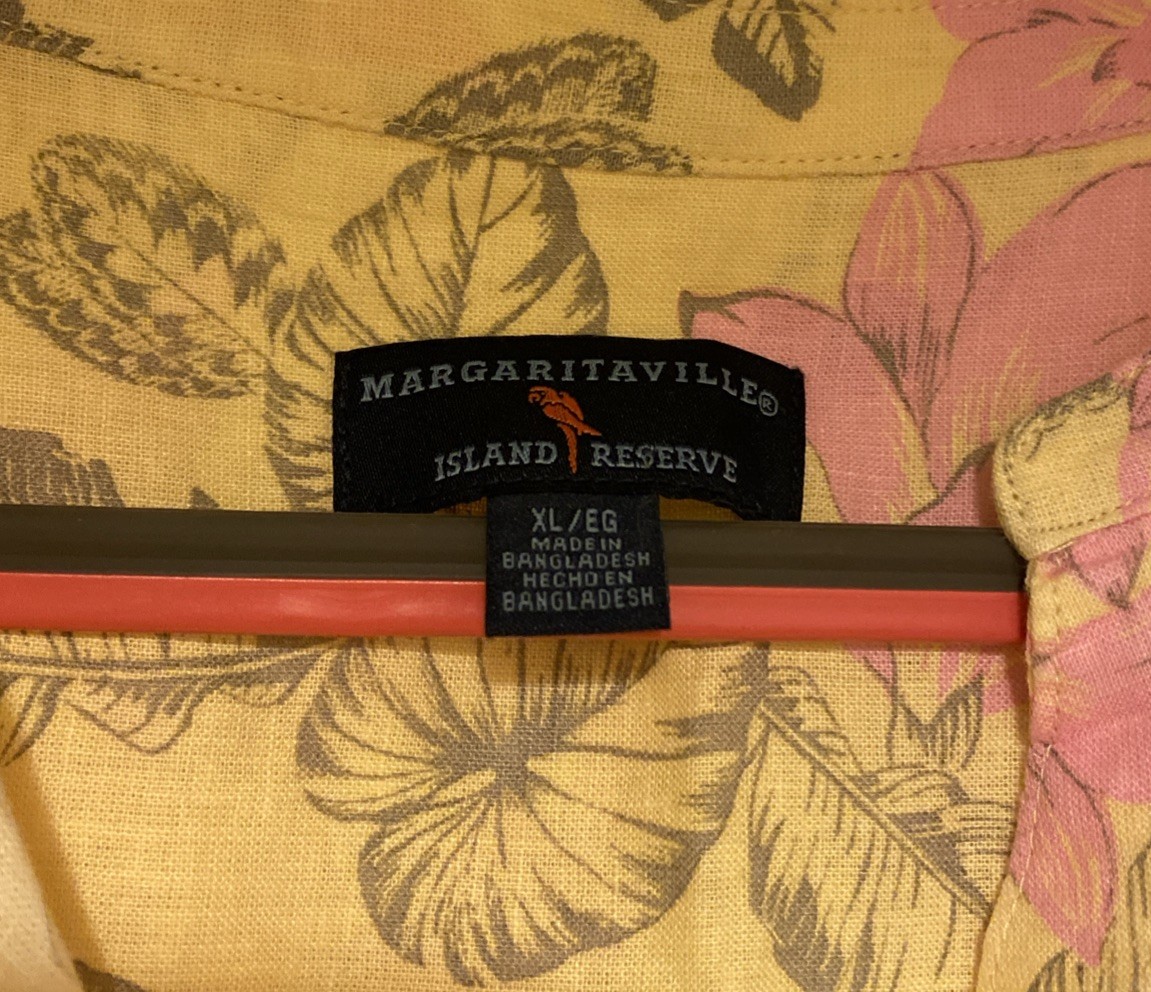 MARGARITAVILLE®
ISLAND RESERVE
XL/EG
MADE IN
BANGLADESH
HECHO EN
BANGLADESH